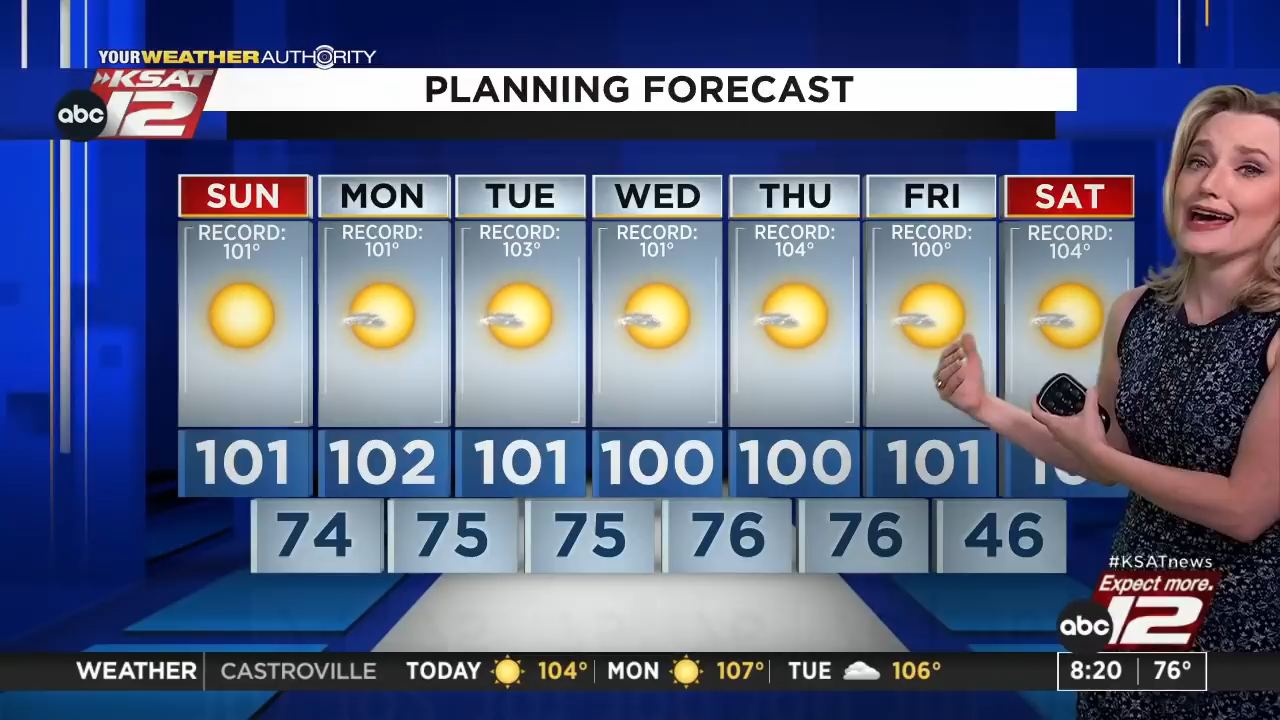 YOURWEATHERAUTHORITY
KSAT
abc 12
PLANNING FORECAST
SUN MON TUE WED THU FRI SAT
RECORD: RECORD: RECORD: RECORD: RECORD: RECORD: RECORD:
101° 101° 103° 101° 104° 100° 104°
101 102 101 100 100 101
74 75 75 76 76 46
#KSATnews
Expect more.
abc 12
WEATHER CASTROVILLE TODAY 104° MON 107° TUE 106° 8:20 76°